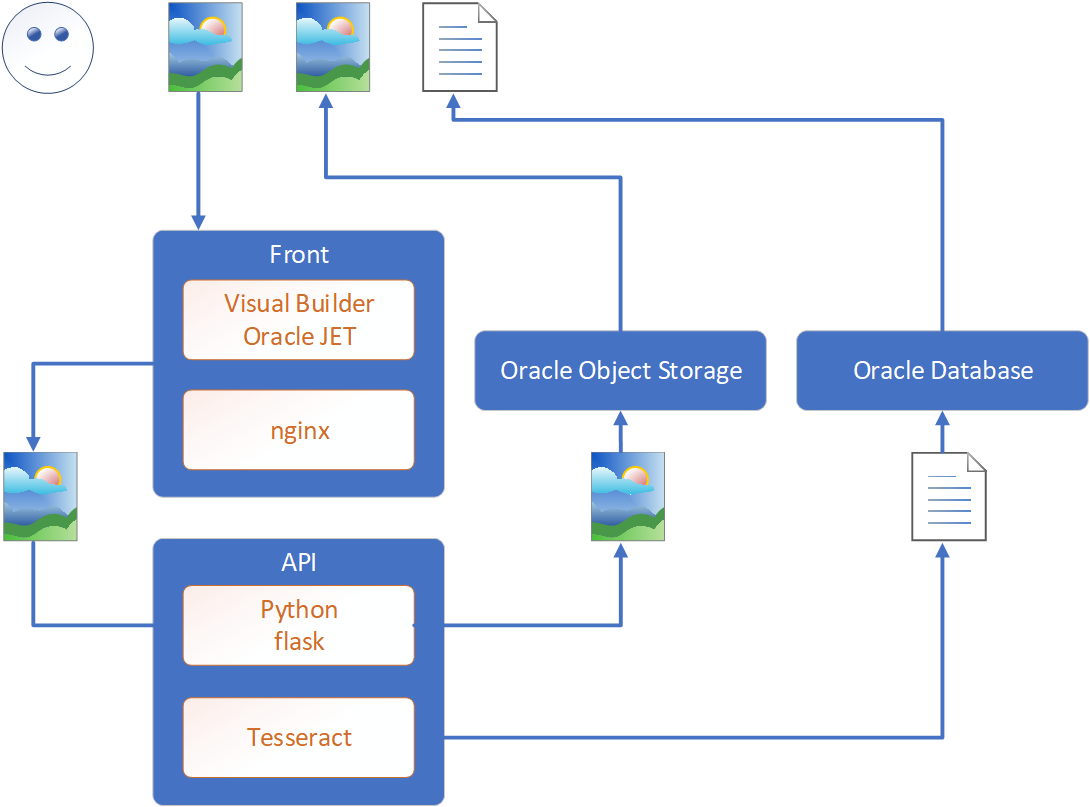 Front
Visual Builder
Oracle JET
nginx
Oracle Object Storage
Oracle Database
API
Python
flask
Tesseract